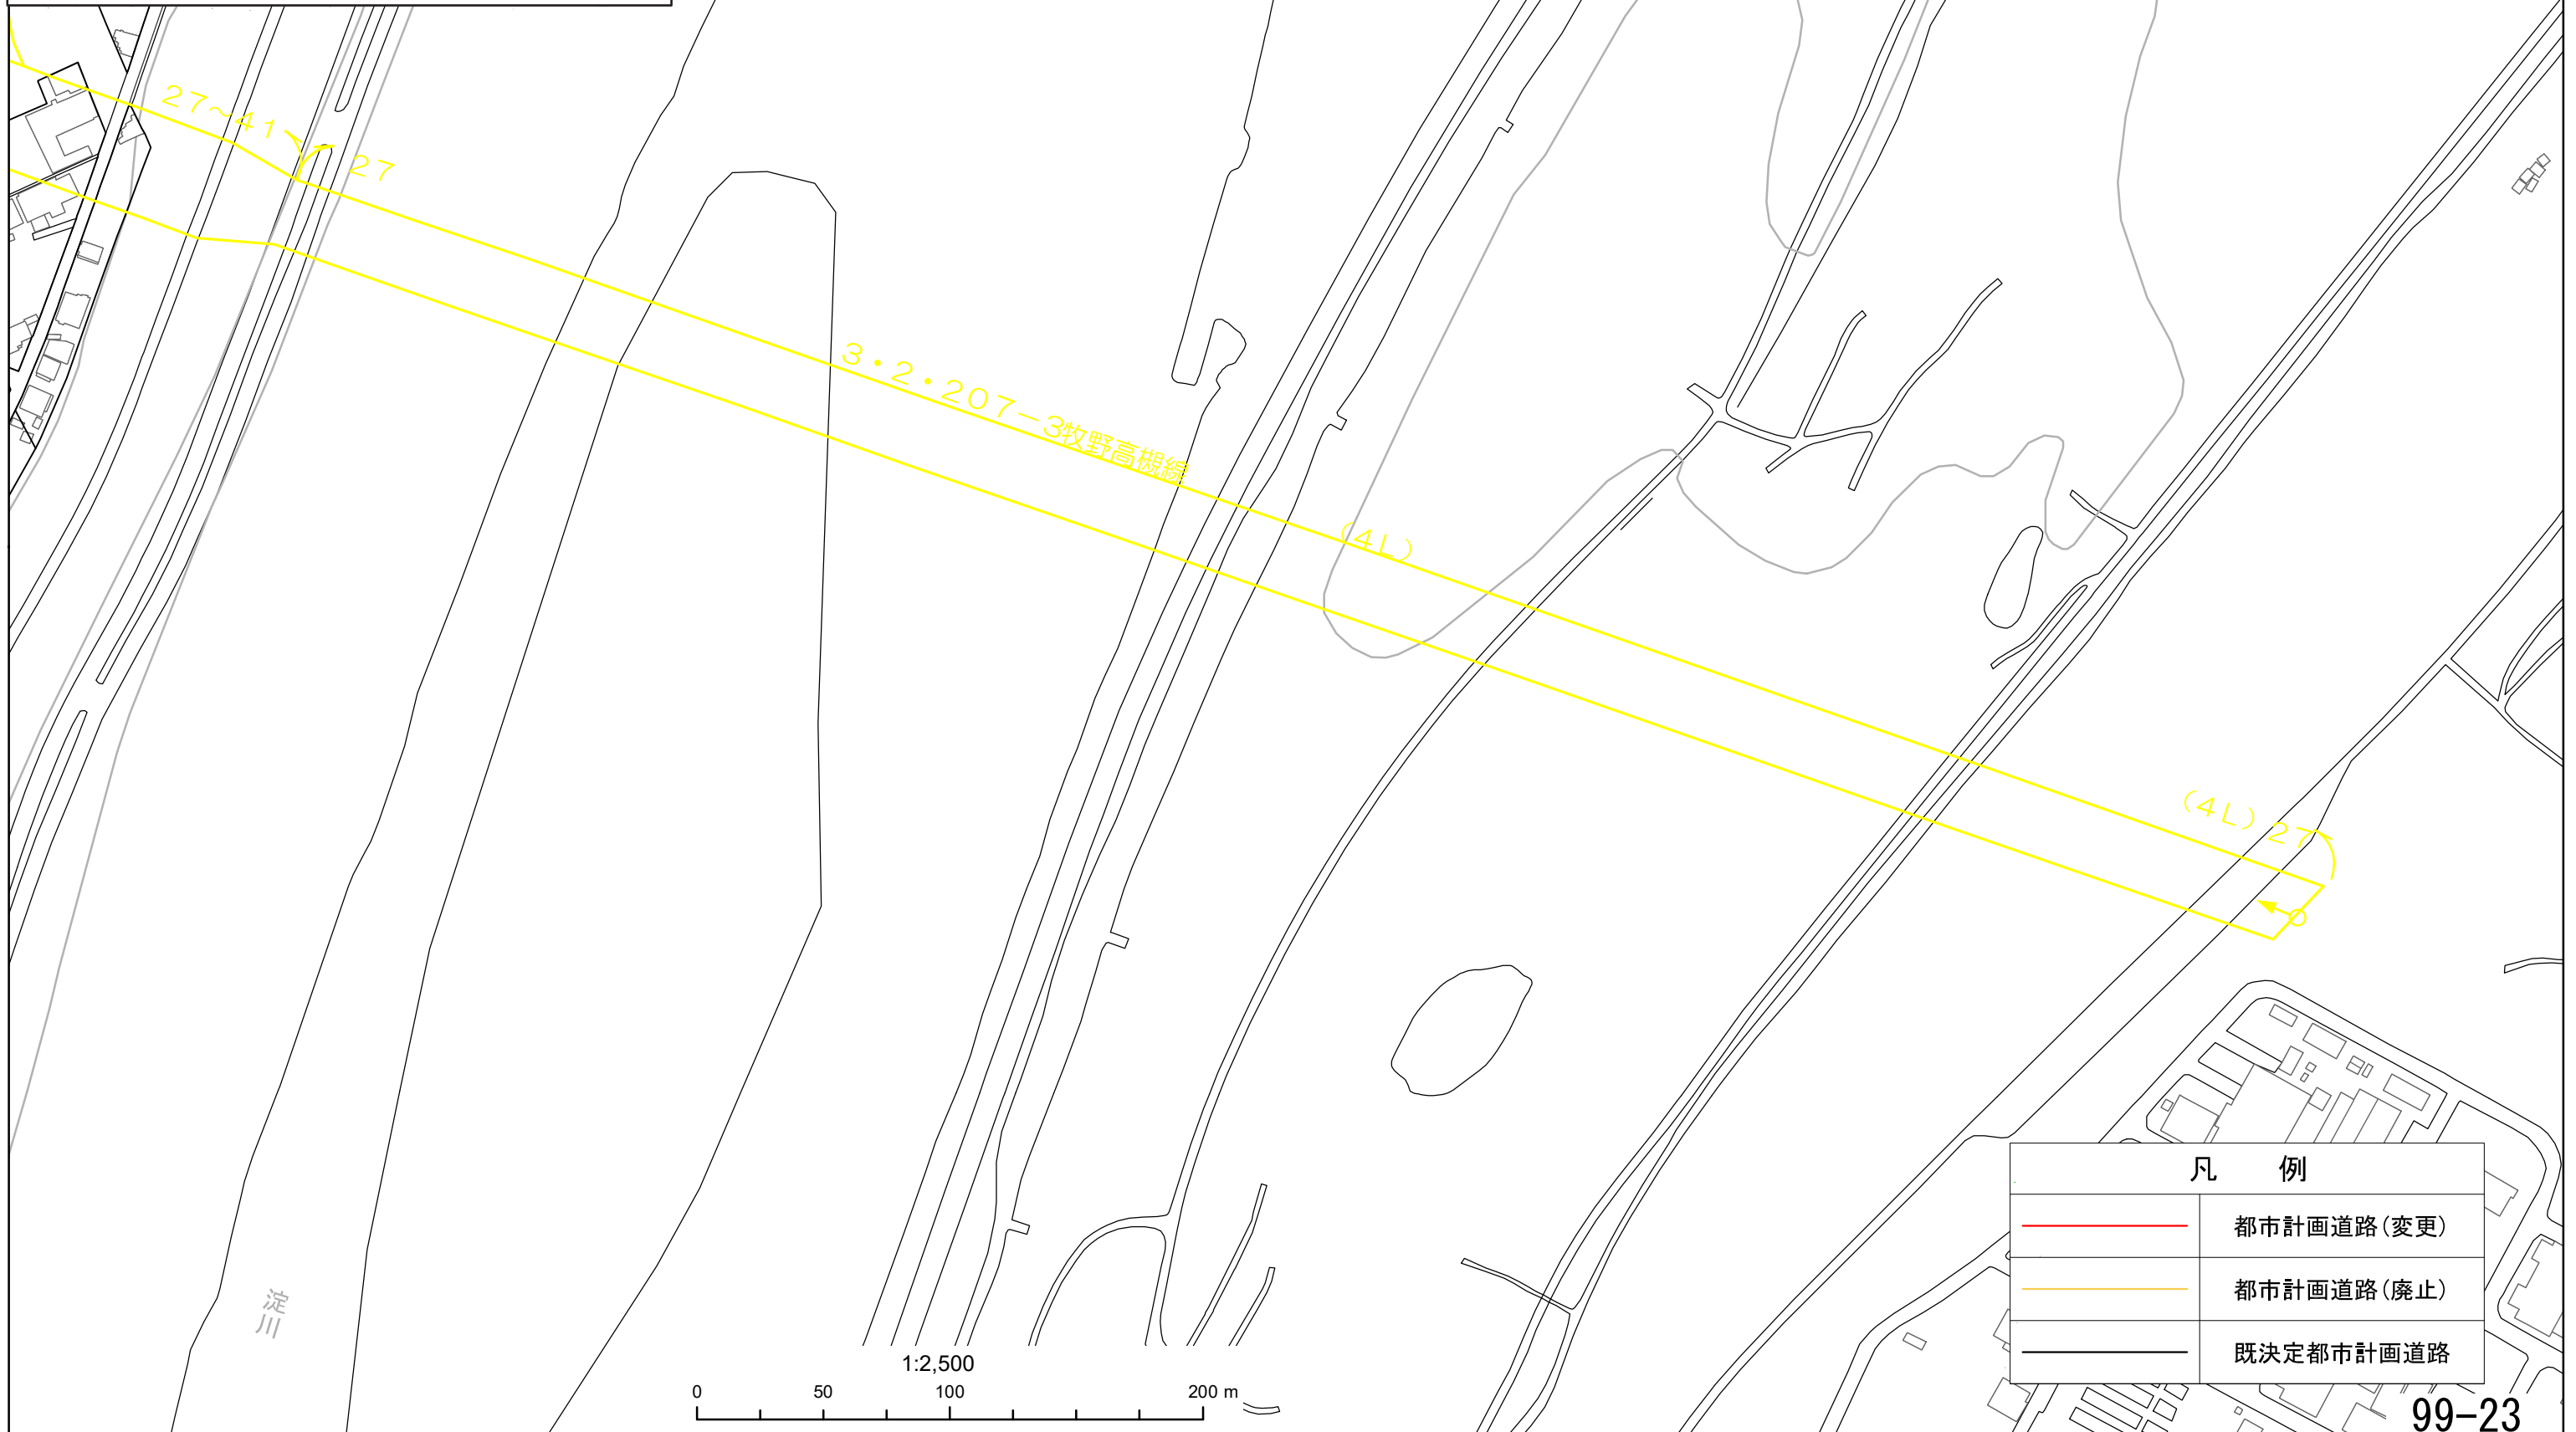 27～41
27
3・2・207－3牧野高槻線
(4L)
(4L) 27
淀川
凡 例
都市計画道路(変更)
都市計画道路(廃止)
既決定都市計画道路
1:2,500
0 50 100 200 m
99-23